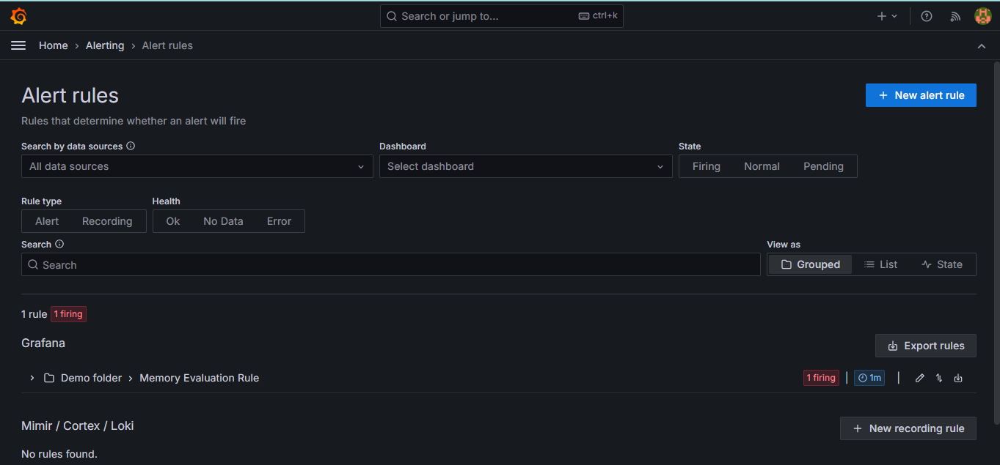 Search or jump to... ctrl+k
Home › Alerting › Alert rules
Alert rules
+ New alert rule
Rules that determine whether an alert will fire
Search by data sources Dashboard State
All data sources Select dashboard Firing Normal Pending
Rule type Health
Alert Recording Ok No Data Error
Search View as
Search Grouped List State
1 rule 1 firing
Grafana Export rules
› Demo folder › Memory Evaluation Rule 1 firing | 1m |
Mimir / Cortex / Loki + New recording rule
No rules found.